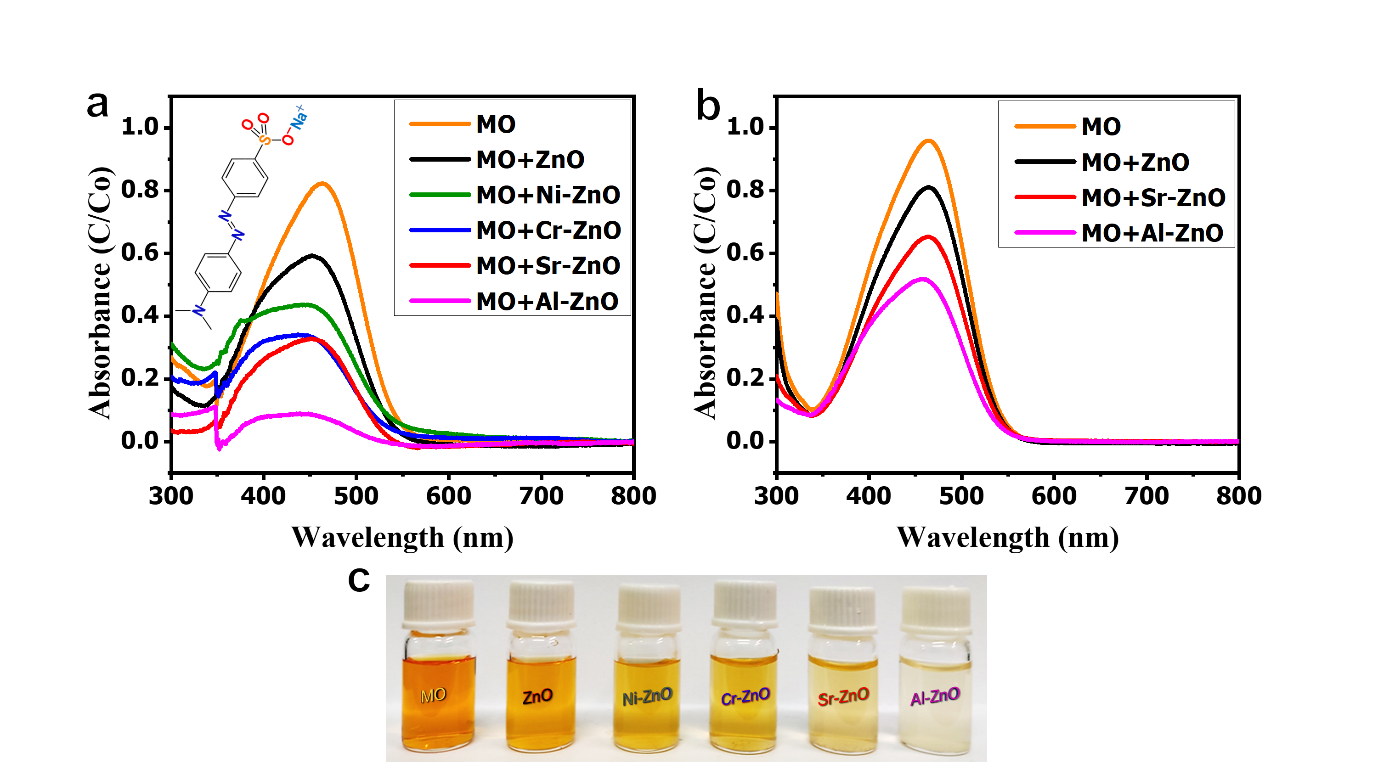 a
Absorbance (C/Co)
1.0
0.8
0.6
0.4
0.2
0.0
300 400 500 600 700 800
Wavelength (nm)
O O
S
O⁻Na⁺
N
N
N
MO
MO+ZnO
MO+Ni-ZnO
MO+Cr-ZnO
MO+Sr-ZnO
MO+Al-ZnO
b
Absorbance (C/Co)
1.0
0.8
0.6
0.4
0.2
0.0
300 400 500 600 700 800
Wavelength (nm)
MO
MO+ZnO
MO+Sr-ZnO
MO+Al-ZnO
c
MO ZnO Ni-ZnO Cr-ZnO Sr-ZnO Al-ZnO